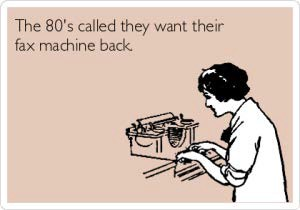 The 80's called they want their
fax machine back.